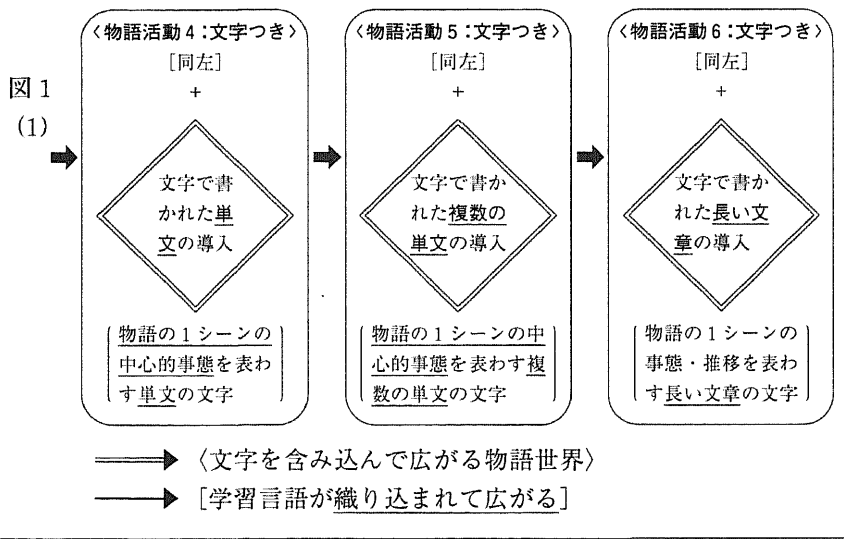 図1
(1)
〈物語活動4：文字つき〉
[同左]
+
文字で書
かれた単
文の導入
物語の1シーンの
中心的事態を表わ
す単文の文字
〈物語活動5：文字つき〉
[同左]
+
文字で書か
れた複数の
単文の導入
物語の1シーンの中
心的事態を表わす複
数の単文の文字
〈物語活動6：文字つき〉
[同左]
+
文字で書か
れた長い文
章の導入
物語の1シーンの
事態・推移を表わ
す長い文章の文字
〈文字を含み込んで広がる物語世界〉
[学習言語が織り込まれて広がる]